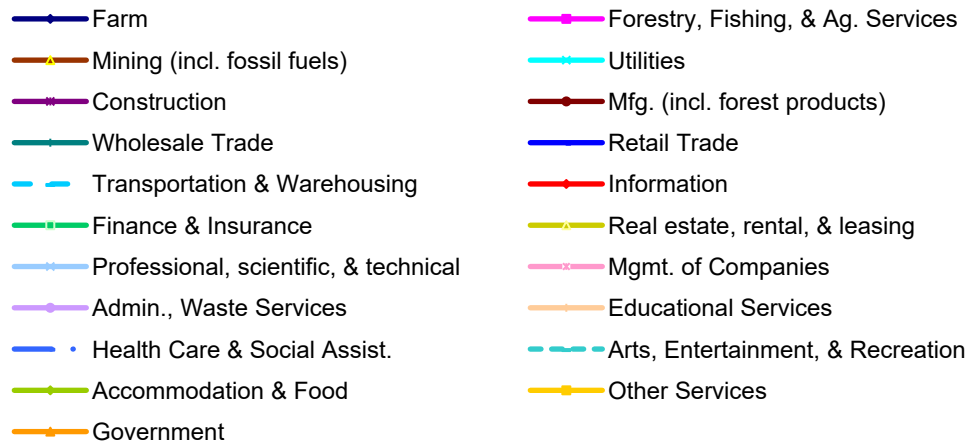 Farm
Forestry, Fishing, & Ag. Services
Mining (incl. fossil fuels)
Utilities
Construction
Mfg. (incl. forest products)
Wholesale Trade
Retail Trade
Transportation & Warehousing
Information
Finance & Insurance
Real estate, rental, & leasing
Professional, scientific, & technical
Mgmt. of Companies
Admin., Waste Services
Educational Services
Health Care & Social Assist.
Arts, Entertainment, & Recreation
Accommodation & Food
Other Services
Government